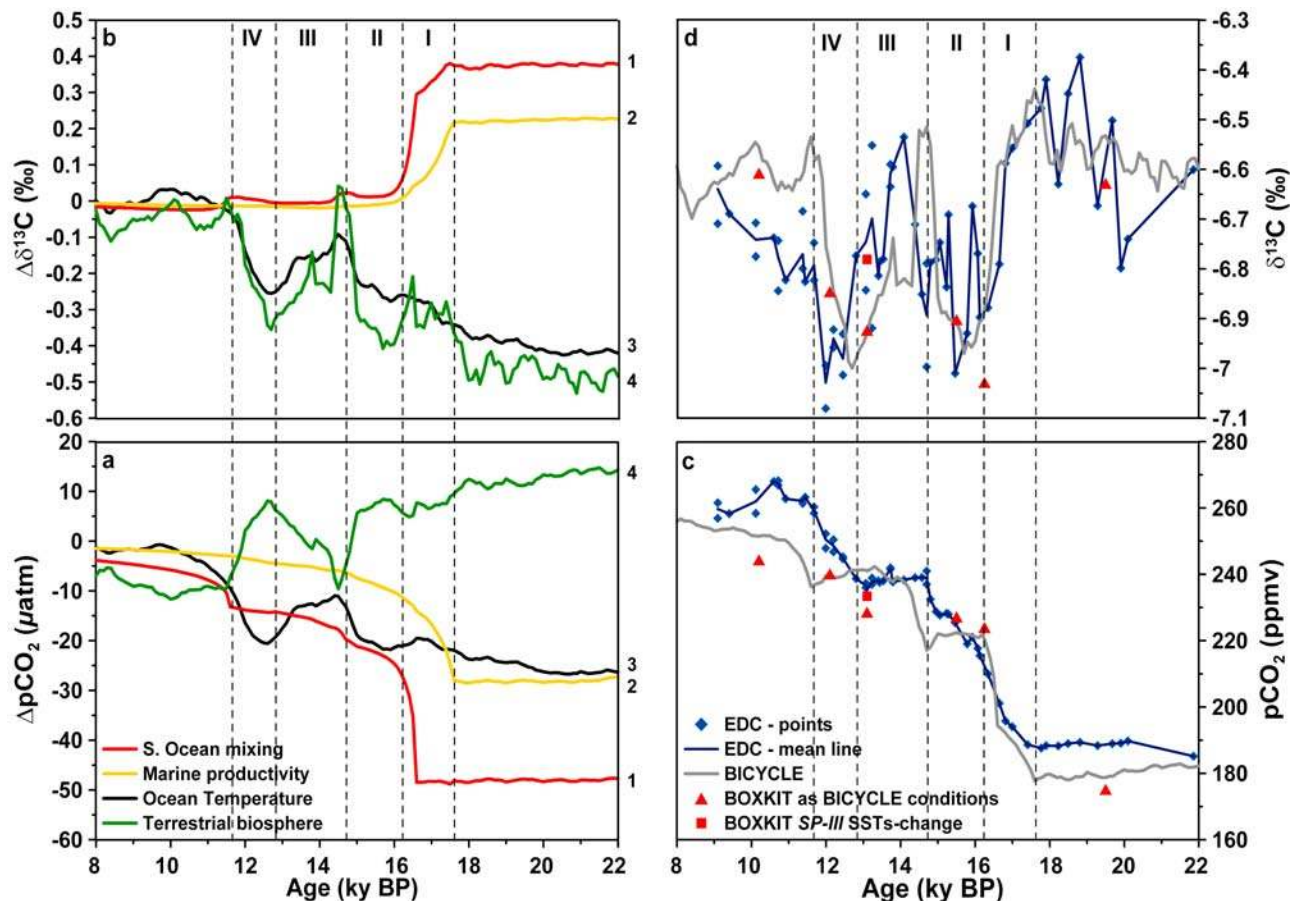 b
IV
III
II
I
0.5
0.4
0.3
0.2
0.1
0
-0.1
-0.2
-0.3
-0.4
-0.5
-0.6
Δδ¹³C (‰)
1
2
3
4
d
IV
III
II
I
-6.3
-6.4
-6.5
-6.6
-6.7
-6.8
-6.9
-7
-7.1
δ¹³C (‰)
a
20
10
0
-10
-20
-30
-40
-50
-60
ΔpCO₂ (µatm)
4
3
2
1
S. Ocean mixing
Marine productivity
Ocean Temperature
Terrestrial biosphere
8 10 12 14 16 18 20 22
Age (ky BP)
c
280
260
240
220
200
180
160
pCO₂ (ppmv)
EDC - points
EDC - mean line
BICYCLE
BOXKIT as BICYCLE conditions
BOXKIT SP-III SSTs-change
8 10 12 14 16 18 20 22
Age (ky BP)